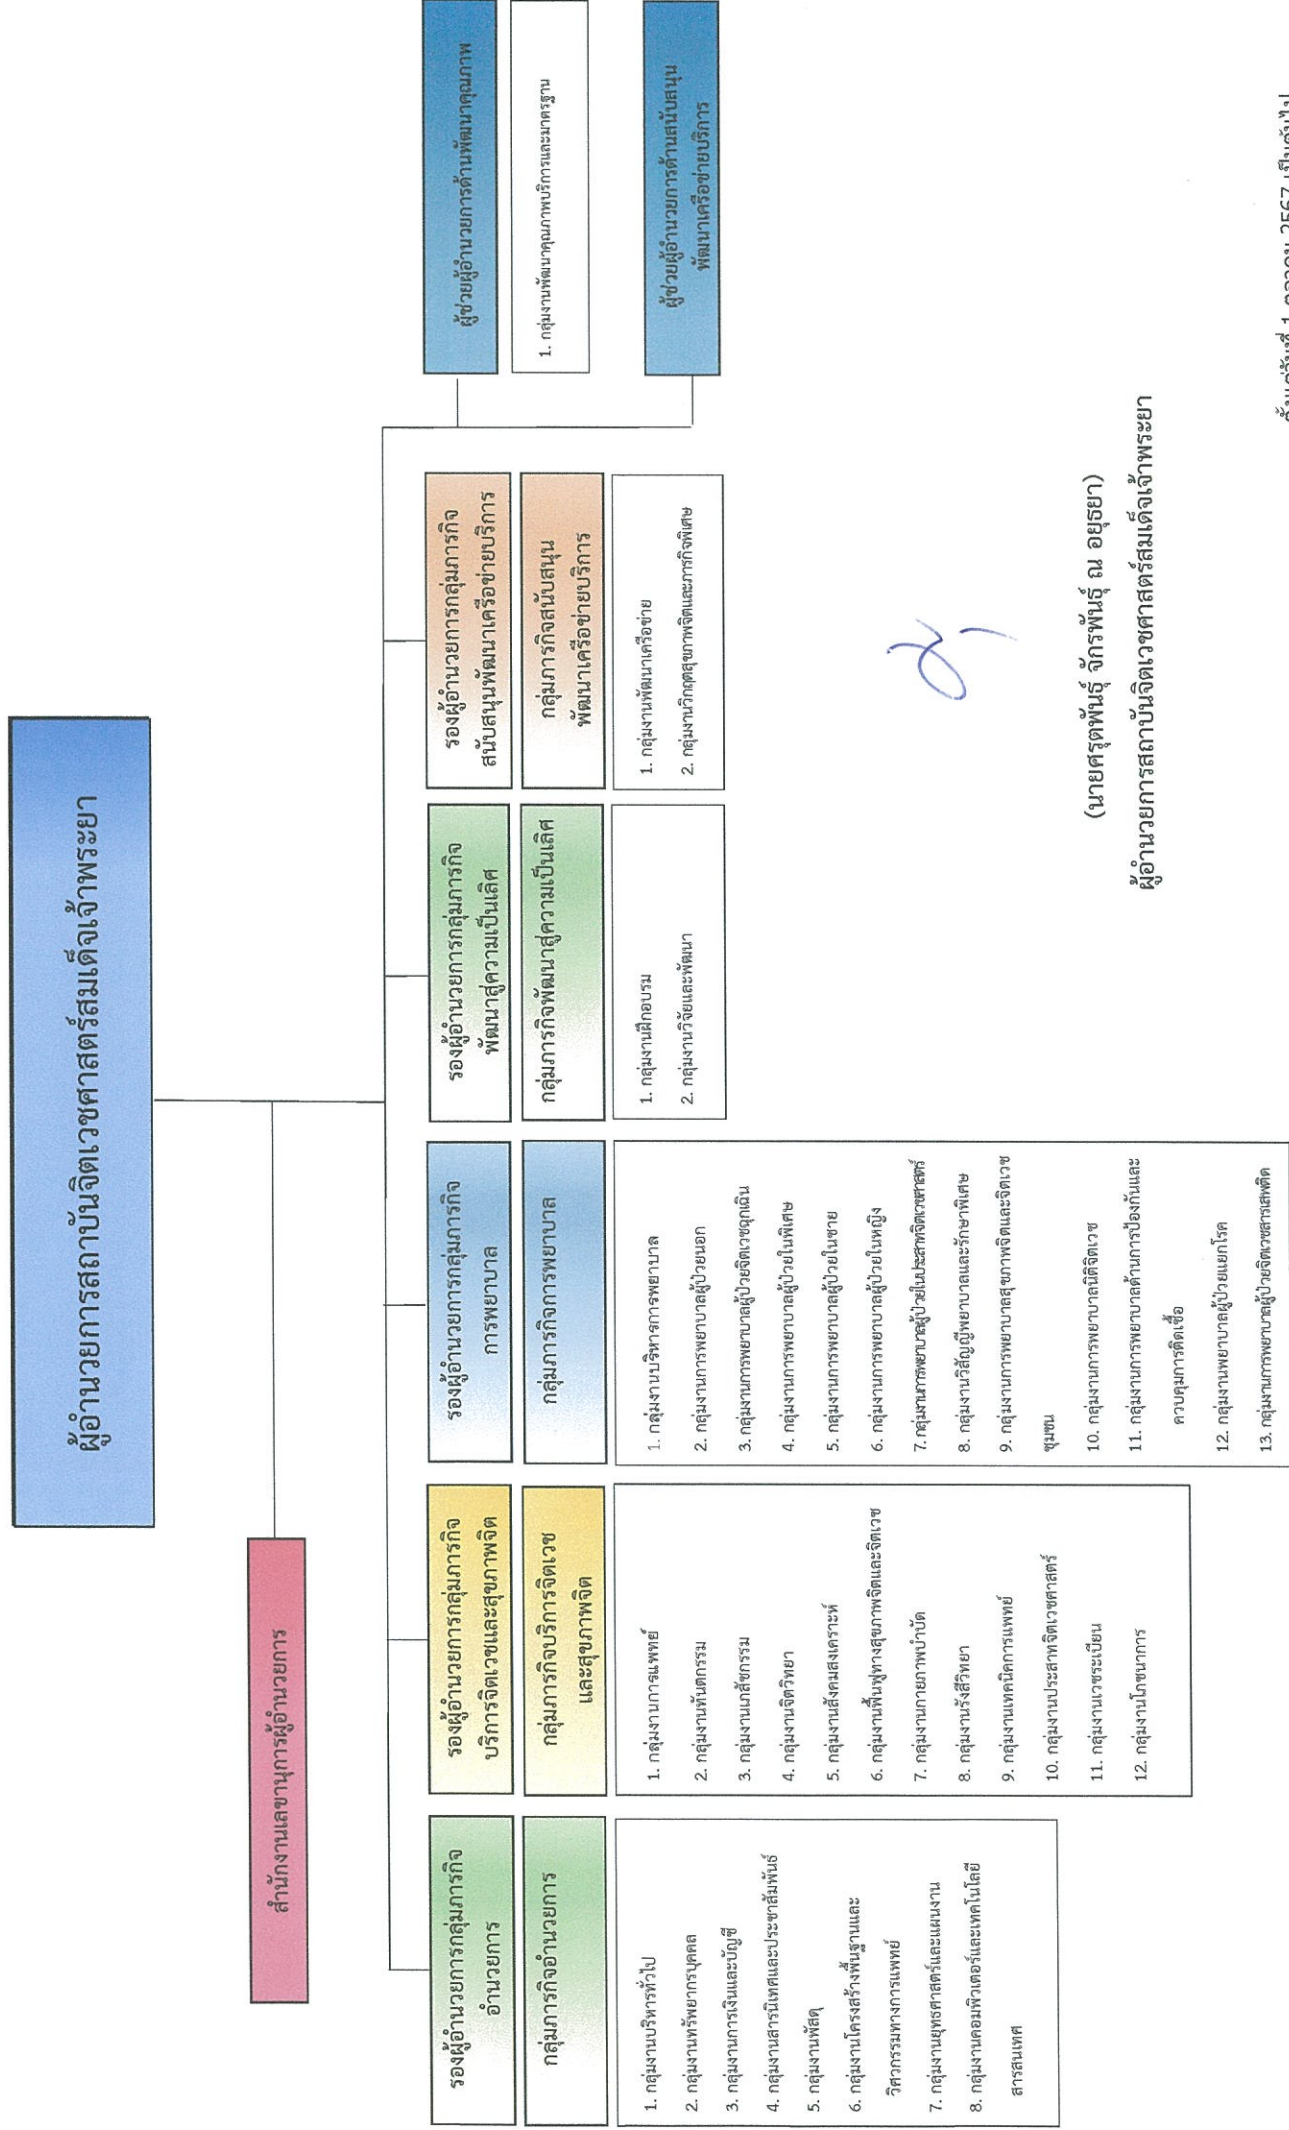 ผู้อำนวยการสถาบันจิตเวชศาสตร์สมเด็จเจ้าพระยา
สำนักงานเลขานุการผู้อำนวยการ
รองผู้อำนวยการกลุ่มภารกิจ
อำนวยการ
กลุ่มภารกิจอำนวยการ
1. กลุ่มงานบริหารทั่วไป
2. กลุ่มงานทรัพยากรบุคคล
3. กลุ่มงานการเงินและบัญชี
4. กลุ่มงานสารนิเทศและประชาสัมพันธ์
5. กลุ่มงานพัสดุ
6. กลุ่มงานโครงสร้างพื้นฐานและ
วิศวกรรมทางการแพทย์
7. กลุ่มงานยุทธศาสตร์และแผนงาน
8. กลุ่มงานคอมพิวเตอร์และเทคโนโลยี
สารสนเทศ
รองผู้อำนวยการกลุ่มภารกิจ
บริการจิตเวชและสุขภาพจิต
กลุ่มภารกิจบริการจิตเวช
และสุขภาพจิต
1. กลุ่มงานการแพทย์
2. กลุ่มงานทันตกรรม
3. กลุ่มงานเภสัชกรรม
4. กลุ่มงานจิตวิทยา
5. กลุ่มงานสังคมสงเคราะห์
6. กลุ่มงานฟื้นฟูทางสุขภาพจิตและจิตเวช
7. กลุ่มงานกายภาพบำบัด
8. กลุ่มงานรังสีวิทยา
9. กลุ่มงานเทคนิคการแพทย์
10. กลุ่มงานประสาทจิตเวชศาสตร์
11. กลุ่มงานเวชระเบียน
12. กลุ่มงานโภชนาการ
รองผู้อำนวยการกลุ่มภารกิจ
การพยาบาล
กลุ่มภารกิจการพยาบาล
1. กลุ่มงานบริหารการพยาบาล
2. กลุ่มงานการพยาบาลผู้ป่วยนอก
3. กลุ่มงานการพยาบาลผู้ป่วยจิตเวชฉุกเฉิน
4. กลุ่มงานการพยาบาลผู้ป่วยในพิเศษ
5. กลุ่มงานการพยาบาลผู้ป่วยในชาย
6. กลุ่มงานการพยาบาลผู้ป่วยในหญิง
7. กลุ่มงานการพยาบาลผู้ป่วยในประสาทจิตเวชศาสตร์
8. กลุ่มงานวิสัญญีพยาบาลและรักษาพิเศษ
9. กลุ่มงานการพยาบาลสุขภาพจิตและจิตเวช
ชุมชน
10. กลุ่มงานการพยาบาลนิติจิตเวช
11. กลุ่มงานการพยาบาลด้านการป้องกันและ
ควบคุมการติดเชื้อ
12. กลุ่มงานพยาบาลผู้ป่วยแยกโรค
13. กลุ่มงานการพยาบาลผู้ป่วยจิตเวชสารเสพติด
รองผู้อำนวยการกลุ่มภารกิจ
พัฒนาสู่ความเป็นเลิศ
กลุ่มภารกิจพัฒนาสู่ความเป็นเลิศ
1. กลุ่มงานฝึกอบรม
2. กลุ่มงานวิจัยและพัฒนา
รองผู้อำนวยการกลุ่มภารกิจ
สนับสนุนพัฒนาเครือข่ายบริการ
กลุ่มภารกิจสนับสนุน
พัฒนาเครือข่ายบริการ
1. กลุ่มงานพัฒนาเครือข่าย
2. กลุ่มงานวิกฤตสุขภาพจิตและภารกิจพิเศษ
ผู้ช่วยผู้อำนวยการด้านพัฒนาคุณภาพ
1. กลุ่มงานพัฒนาคุณภาพบริการและมาตรฐาน
ผู้ช่วยผู้อำนวยการด้านสนับสนุน
พัฒนาเครือข่ายบริการ
(นายศรุตพันธุ์ จักรพันธุ์ ณ อยุธยา)
ผู้อำนวยการสถาบันจิตเวชศาสตร์สมเด็จเจ้าพระยา
ตั้งแต่วันที่ 1 ตุลาคม 2567 เป็นต้นไป